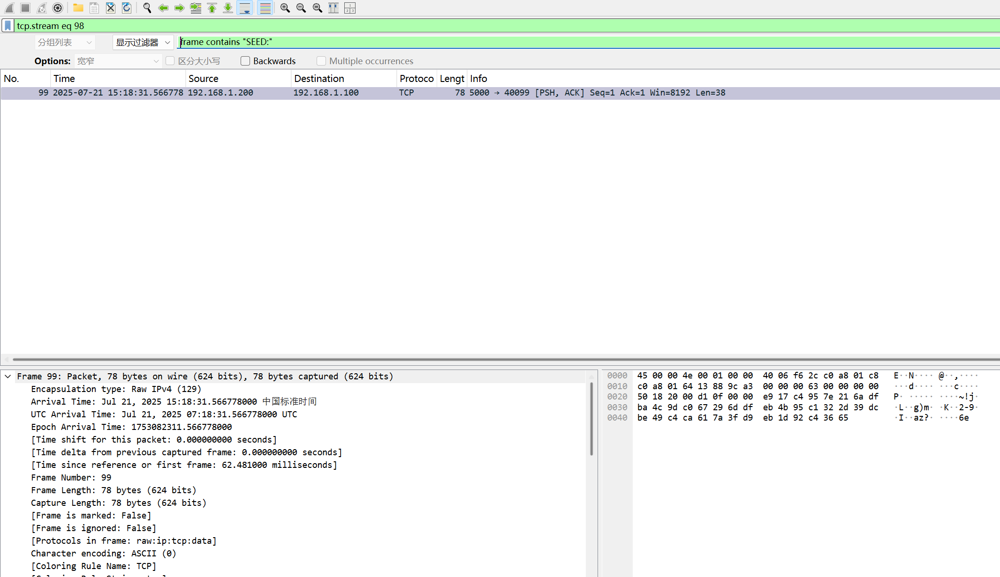 tcp.stream eq 98
分组列表 显示过滤器 frame contains "SEED:"
Options: 宽窄 区分大小写 Backwards Multiple occurrences
No. Time Source Destination Protoco Lengt Info
99 2025-07-21 15:18:31.566778 192.168.1.200 192.168.1.100 TCP 78 5000 → 40099 [PSH, ACK] Seq=1 Ack=1 Win=8192 Len=38
Frame 99: Packet, 78 bytes on wire (624 bits), 78 bytes captured (624 bits)
Encapsulation type: Raw IPv4 (129)
Arrival Time: Jul 21, 2025 15:18:31.566778000 中国标准时间
UTC Arrival Time: Jul 21, 2025 07:18:31.566778000 UTC
Epoch Arrival Time: 1753082311.566778000
[Time shift for this packet: 0.000000000 seconds]
[Time delta from previous captured frame: 0.000000000 seconds]
[Time since reference or first frame: 62.481000 milliseconds]
Frame Number: 99
Frame Length: 78 bytes (624 bits)
Capture Length: 78 bytes (624 bits)
[Frame is marked: False]
[Frame is ignored: False]
[Protocols in frame: raw:ip:tcp:data]
Character encoding: ASCII (0)
[Coloring Rule Name: TCP]
0000 45 00 00 4e 00 01 00 00 40 06 f6 2c c0 a8 01 c8 E··N···· @··,····
0010 c0 a8 01 64 13 88 9c a3 00 00 00 63 00 00 00 00 ···d···· ···c····
0020 50 18 20 00 d1 0f 00 00 e9 17 c4 95 7e 21 6a df P· ····· ····~!j·
0030 ba 4c 9d c0 67 29 6d df eb 4b 95 c1 32 2d 39 dc ·L··g)m· ·K··2-9·
0040 be 49 c4 ca 61 7a 3f d9 eb 1d 92 c4 36 65 ·I··az?· ····6e